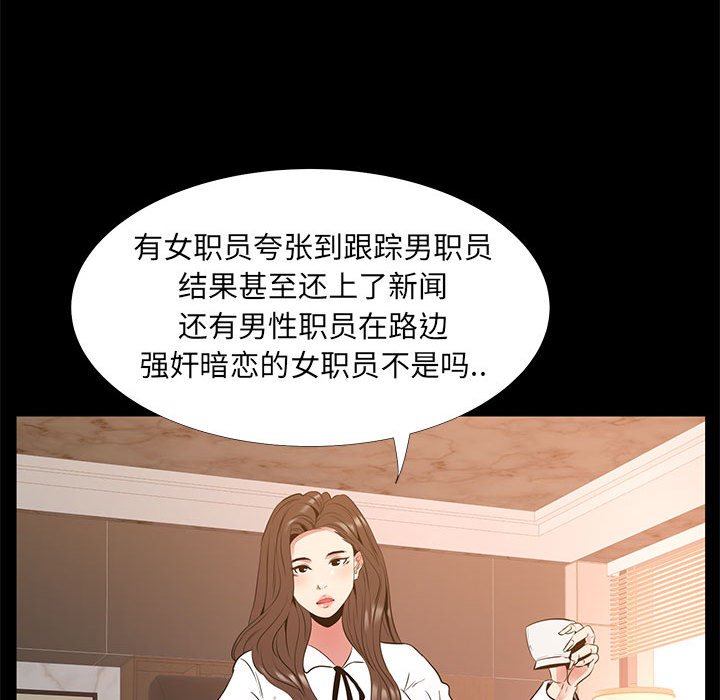 有女职员夸张到跟踪男职员
结果甚至还上了新闻
还有男性职员在路边
强奸暗恋的女职员不是吗..